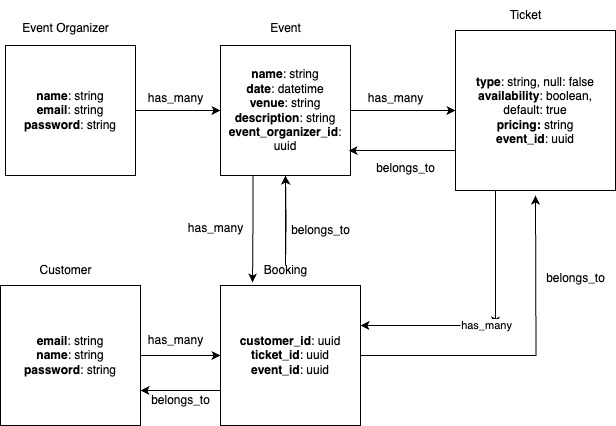 Event Organizer
name: string
email: string
password: string
has_many
Event
name: string
date: datetime
venue: string
description: string
event_organizer_id:
uuid
has_many
Ticket
type: string, null: false
availability: boolean,
default: true
pricing: string
event_id: uuid
belongs_to
has_many
belongs_to
belongs_to
Customer
email: string
name: string
password: string
has_many
belongs_to
Booking
customer_id: uuid
ticket_id: uuid
event_id: uuid
has_many